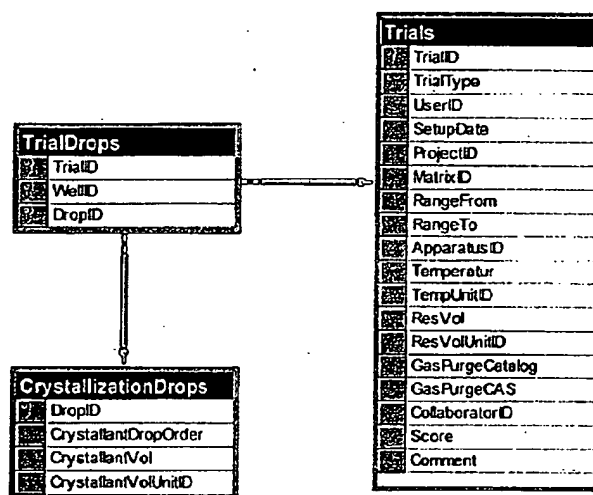 Trials
TrialID
TrialType
UserID
SetupDate
ProjectID
MatrixID
RangeFrom
RangeTo
ApparatusID
Temperatur
TempUnitID
ResVol
ResVolUnitID
GasPurgeCatalog
GasPurgeCAS
CollaboratorID
Score
Comment
TrialDrops
TrialID
WellID
DropID
CrystallizationDrops
DropID
CrystallantDropOrder
CrystallantVol
CrystallantVolUnitID